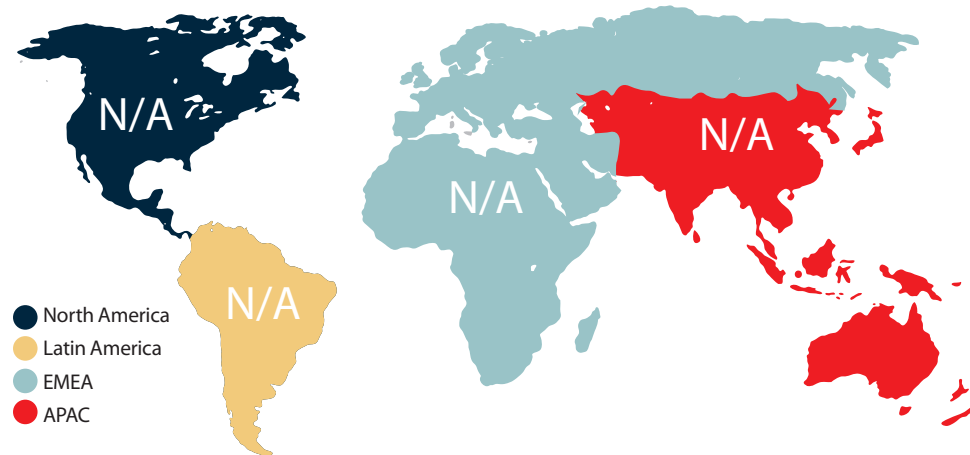 N/A
N/A
N/A
N/A
North America
Latin America
EMEA
APAC